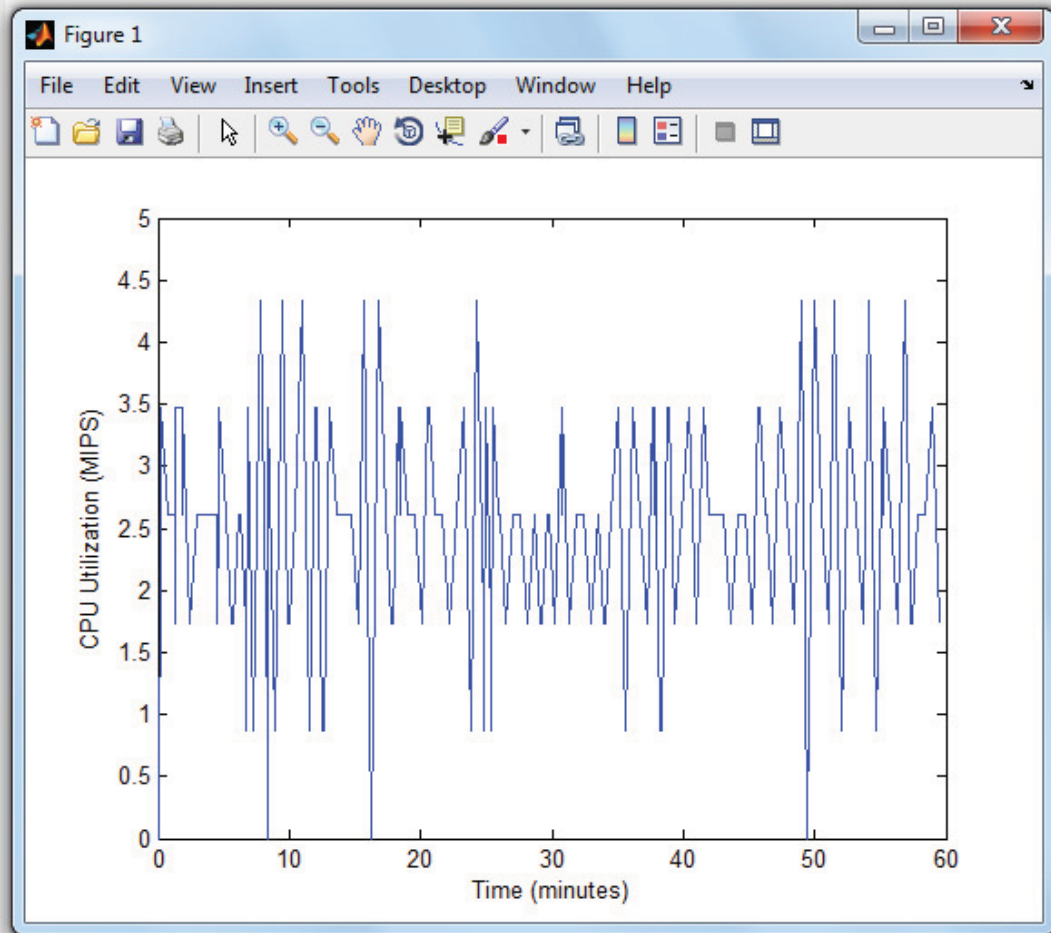 Figure 1
File Edit View Insert Tools Desktop Window Help
5
4.5
4
3.5
3
2.5
2
1.5
1
0.5
0
CPU Utilization (MIPS)
0 10 20 30 40 50 60
Time (minutes)